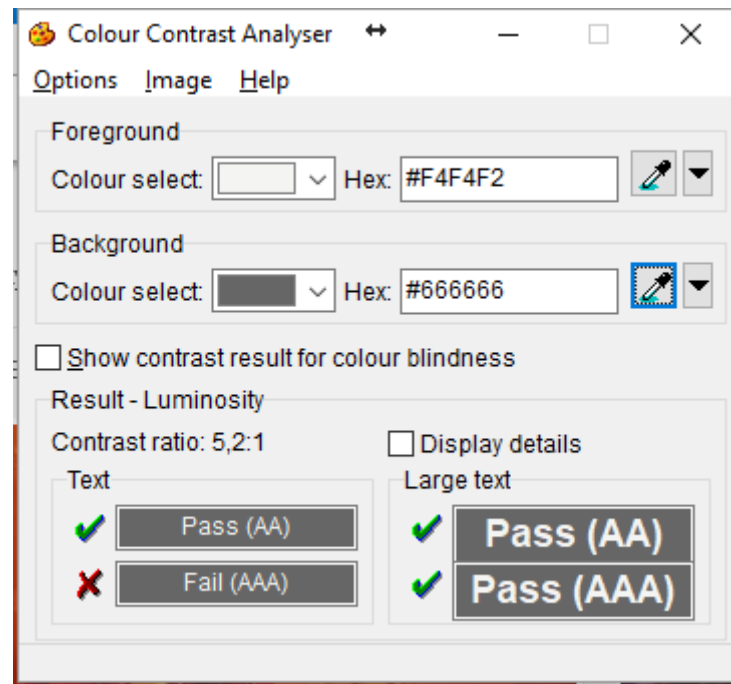 Colour Contrast Analyser
Options Image Help
Foreground
Colour select: Hex: #F4F4F2
Background
Colour select: Hex: #666666
Show contrast result for colour blindness
Result - Luminosity
Contrast ratio: 5,2:1 Display details
Text Large text
Pass (AA) Pass (AA)
Fail (AAA) Pass (AAA)